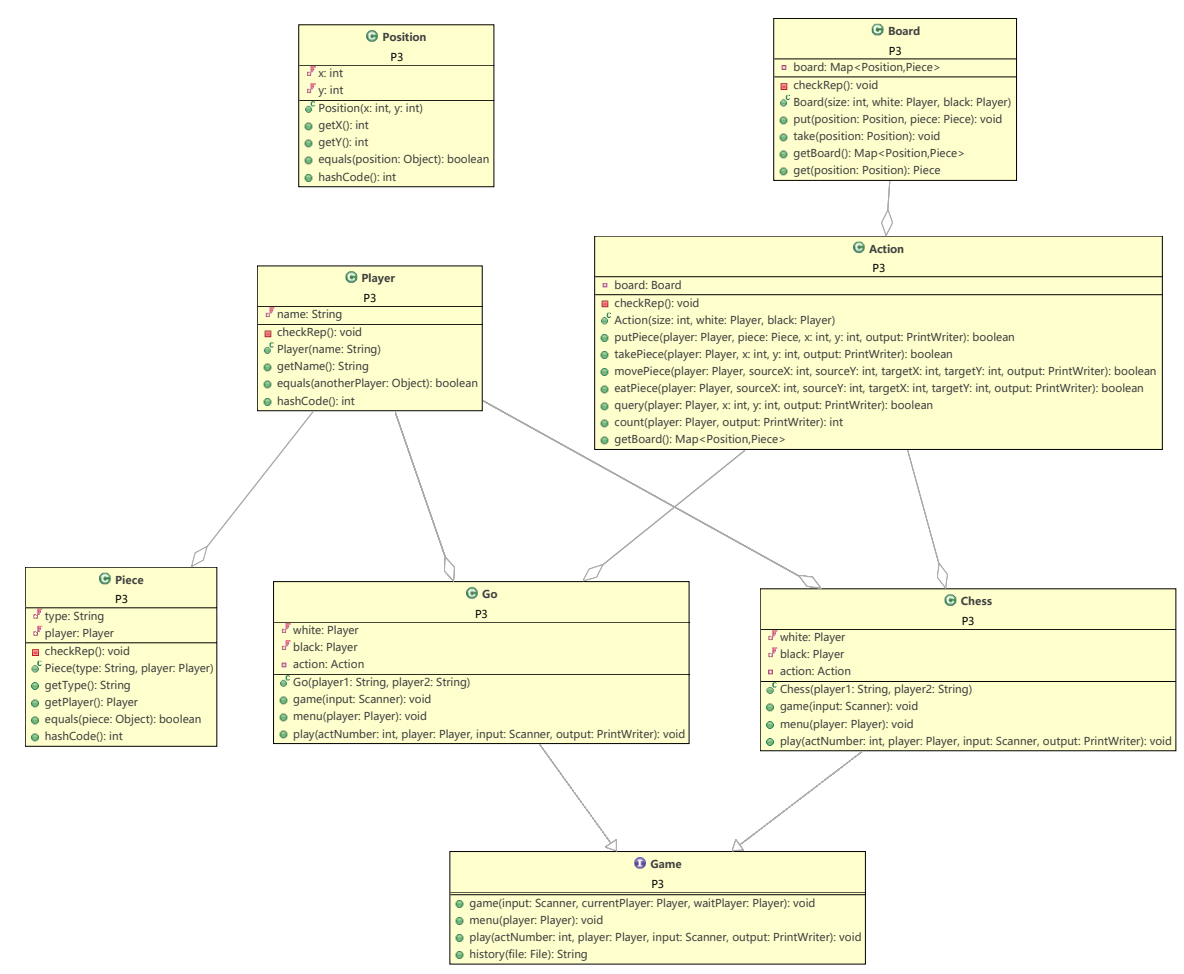 Position
P3
x: int
y: int
Position(x: int, y: int)
getX(): int
getY(): int
equals(position: Object): boolean
hashCode(): int
Board
P3
board: Map<Position,Piece>
checkRep(): void
Board(size: int, white: Player, black: Player)
put(position: Position, piece: Piece): void
take(position: Position): void
getBoard(): Map<Position,Piece>
get(position: Position): Piece
Player
P3
name: String
checkRep(): void
Player(name: String)
getName(): String
equals(anotherPlayer: Object): boolean
hashCode(): int
Action
P3
board: Board
checkRep(): void
Action(size: int, white: Player, black: Player)
putPiece(player: Player, piece: Piece, x: int, y: int, output: PrintWriter): boolean
takePiece(player: Player, x: int, y: int, output: PrintWriter): boolean
movePiece(player: Player, sourceX: int, sourceY: int, targetX: int, targetY: int, output: PrintWriter): boolean
eatPiece(player: Player, sourceX: int, sourceY: int, targetX: int, targetY: int, output: PrintWriter): boolean
query(player: Player, x: int, y: int, output: PrintWriter): boolean
count(player: Player, output: PrintWriter): int
getBoard(): Map<Position,Piece>
Piece
P3
type: String
player: Player
checkRep(): void
Piece(type: String, player: Player)
getType(): String
getPlayer(): Player
equals(piece: Object): boolean
hashCode(): int
Go
P3
white: Player
black: Player
action: Action
Go(player1: String, player2: String)
game(input: Scanner): void
menu(player: Player): void
play(actNumber: int, player: Player, input: Scanner, output: PrintWriter): void
Chess
P3
white: Player
black: Player
action: Action
Chess(player1: String, player2: String)
game(input: Scanner): void
menu(player: Player): void
play(actNumber: int, player: Player, input: Scanner, output: PrintWriter): void
Game
P3
game(input: Scanner, currentPlayer: Player, waitPlayer: Player): void
menu(player: Player): void
play(actNumber: int, player: Player, input: Scanner, output: PrintWriter): void
history(file: File): String